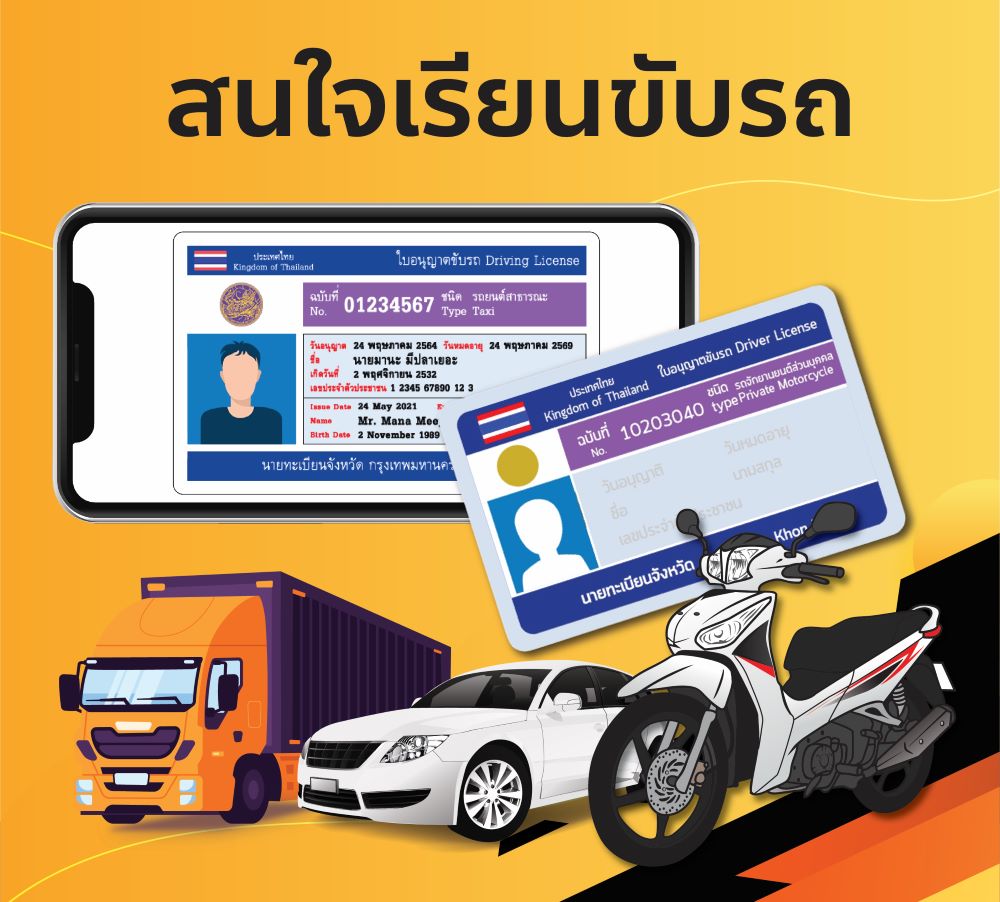 สนใจเรียนขับรถ
ประเทศไทย
Kingdom of Thailand
ใบอนุญาตขับรถ Driving License
ฉบับที่
No.
01234567
ชนิด รถยนต์สาธารณะ
Type Taxi
วันอนุญาต 24 พฤษภาคม 2564 วันหมดอายุ 24 พฤษภาคม 2569
ชื่อ นายมานะ มีปลาเยอะ
เกิดวันที่ 2 พฤศจิกายน 2532
เลขประจำตัวประชาชน 1 2345 67890 12 3
Issue Date 24 May 2021
Name Mr. Mana Mee
Birth Date 2 November 1989
นายทะเบียนจังหวัด กรุงเทพมหานคร
ประเทศไทย
Kingdom of Thailand
ใบอนุญาตขับรถ Driver License
ฉบับที่
No.
10203040
ชนิด รถจักรยานยนต์ส่วนบุคคล
type Private Motorcycle
วันอนุญาติ วันหมดอายุ
ชื่อ นามสกุล
เลขประจำ ประชาชน
นายทะเบียนจังหวัด Khon